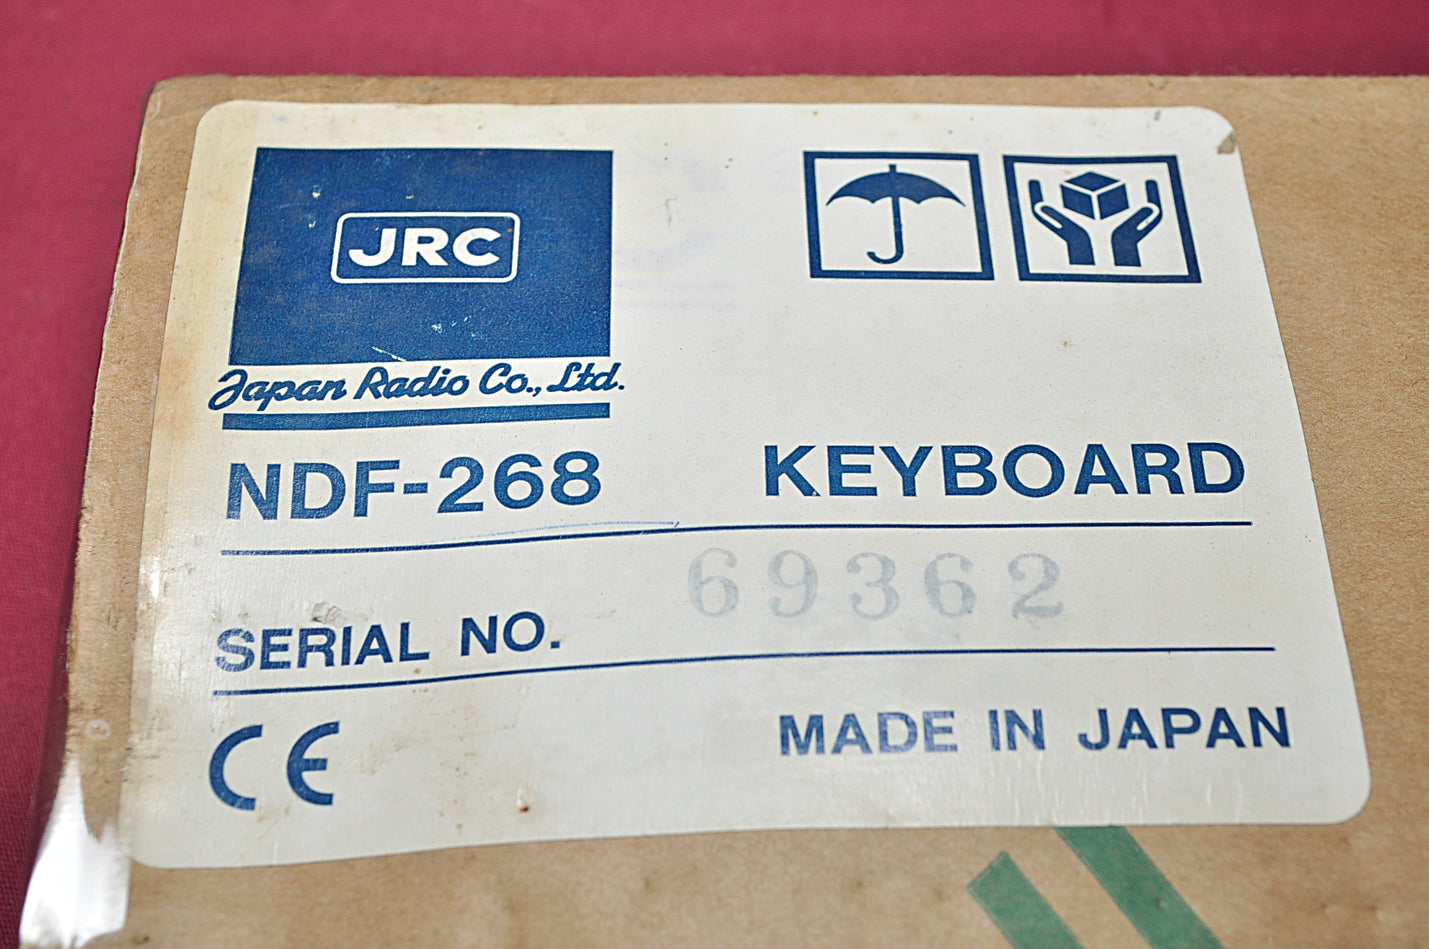 JRC
Japan Radio Co., Ltd.
NDF-268 KEYBOARD
69362
SERIAL NO.
CE MADE IN JAPAN